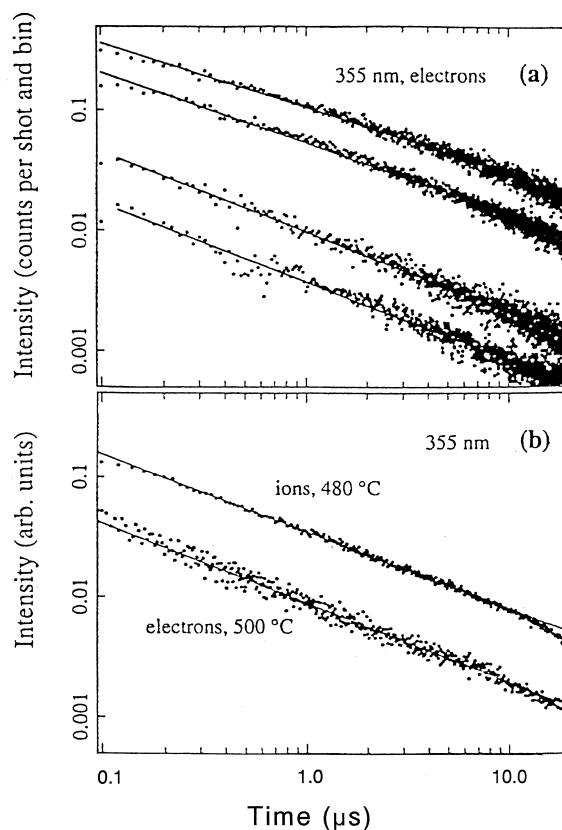 Intensity (counts per shot and bin)
0.1
0.01
0.001
355 nm, electrons (a)
Intensity (arb. units)
0.1
0.01
0.001
355 nm (b)
ions, 480 °C
electrons, 500 °C
0.1 1.0 10.0
Time (μs)